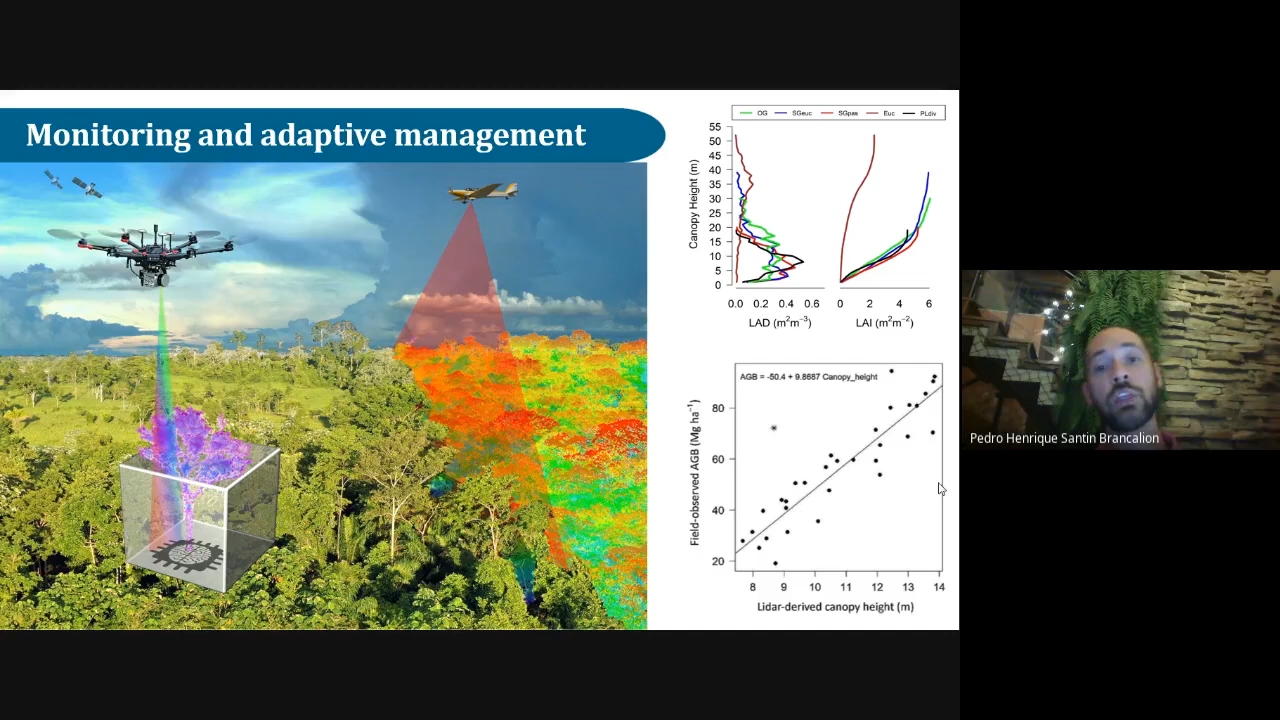 Monitoring and adaptive management
OG SGeuc SGpas Euc PLdiv
55
50
45
40
35
30
25
20
15
10
5
0
Canopy Height (m)
0.0 0.2 0.4 0.6 0 2 4 6
LAD (m²m⁻³) LAI (m²m⁻²)
AGB = -50.4 + 9.8687 Canopy_height
80
60
40
20
Field-observed AGB (Mg ha⁻¹)
8 9 10 11 12 13 14
Lidar-derived canopy height (m)
Pedro Henrique Santin Brancalion